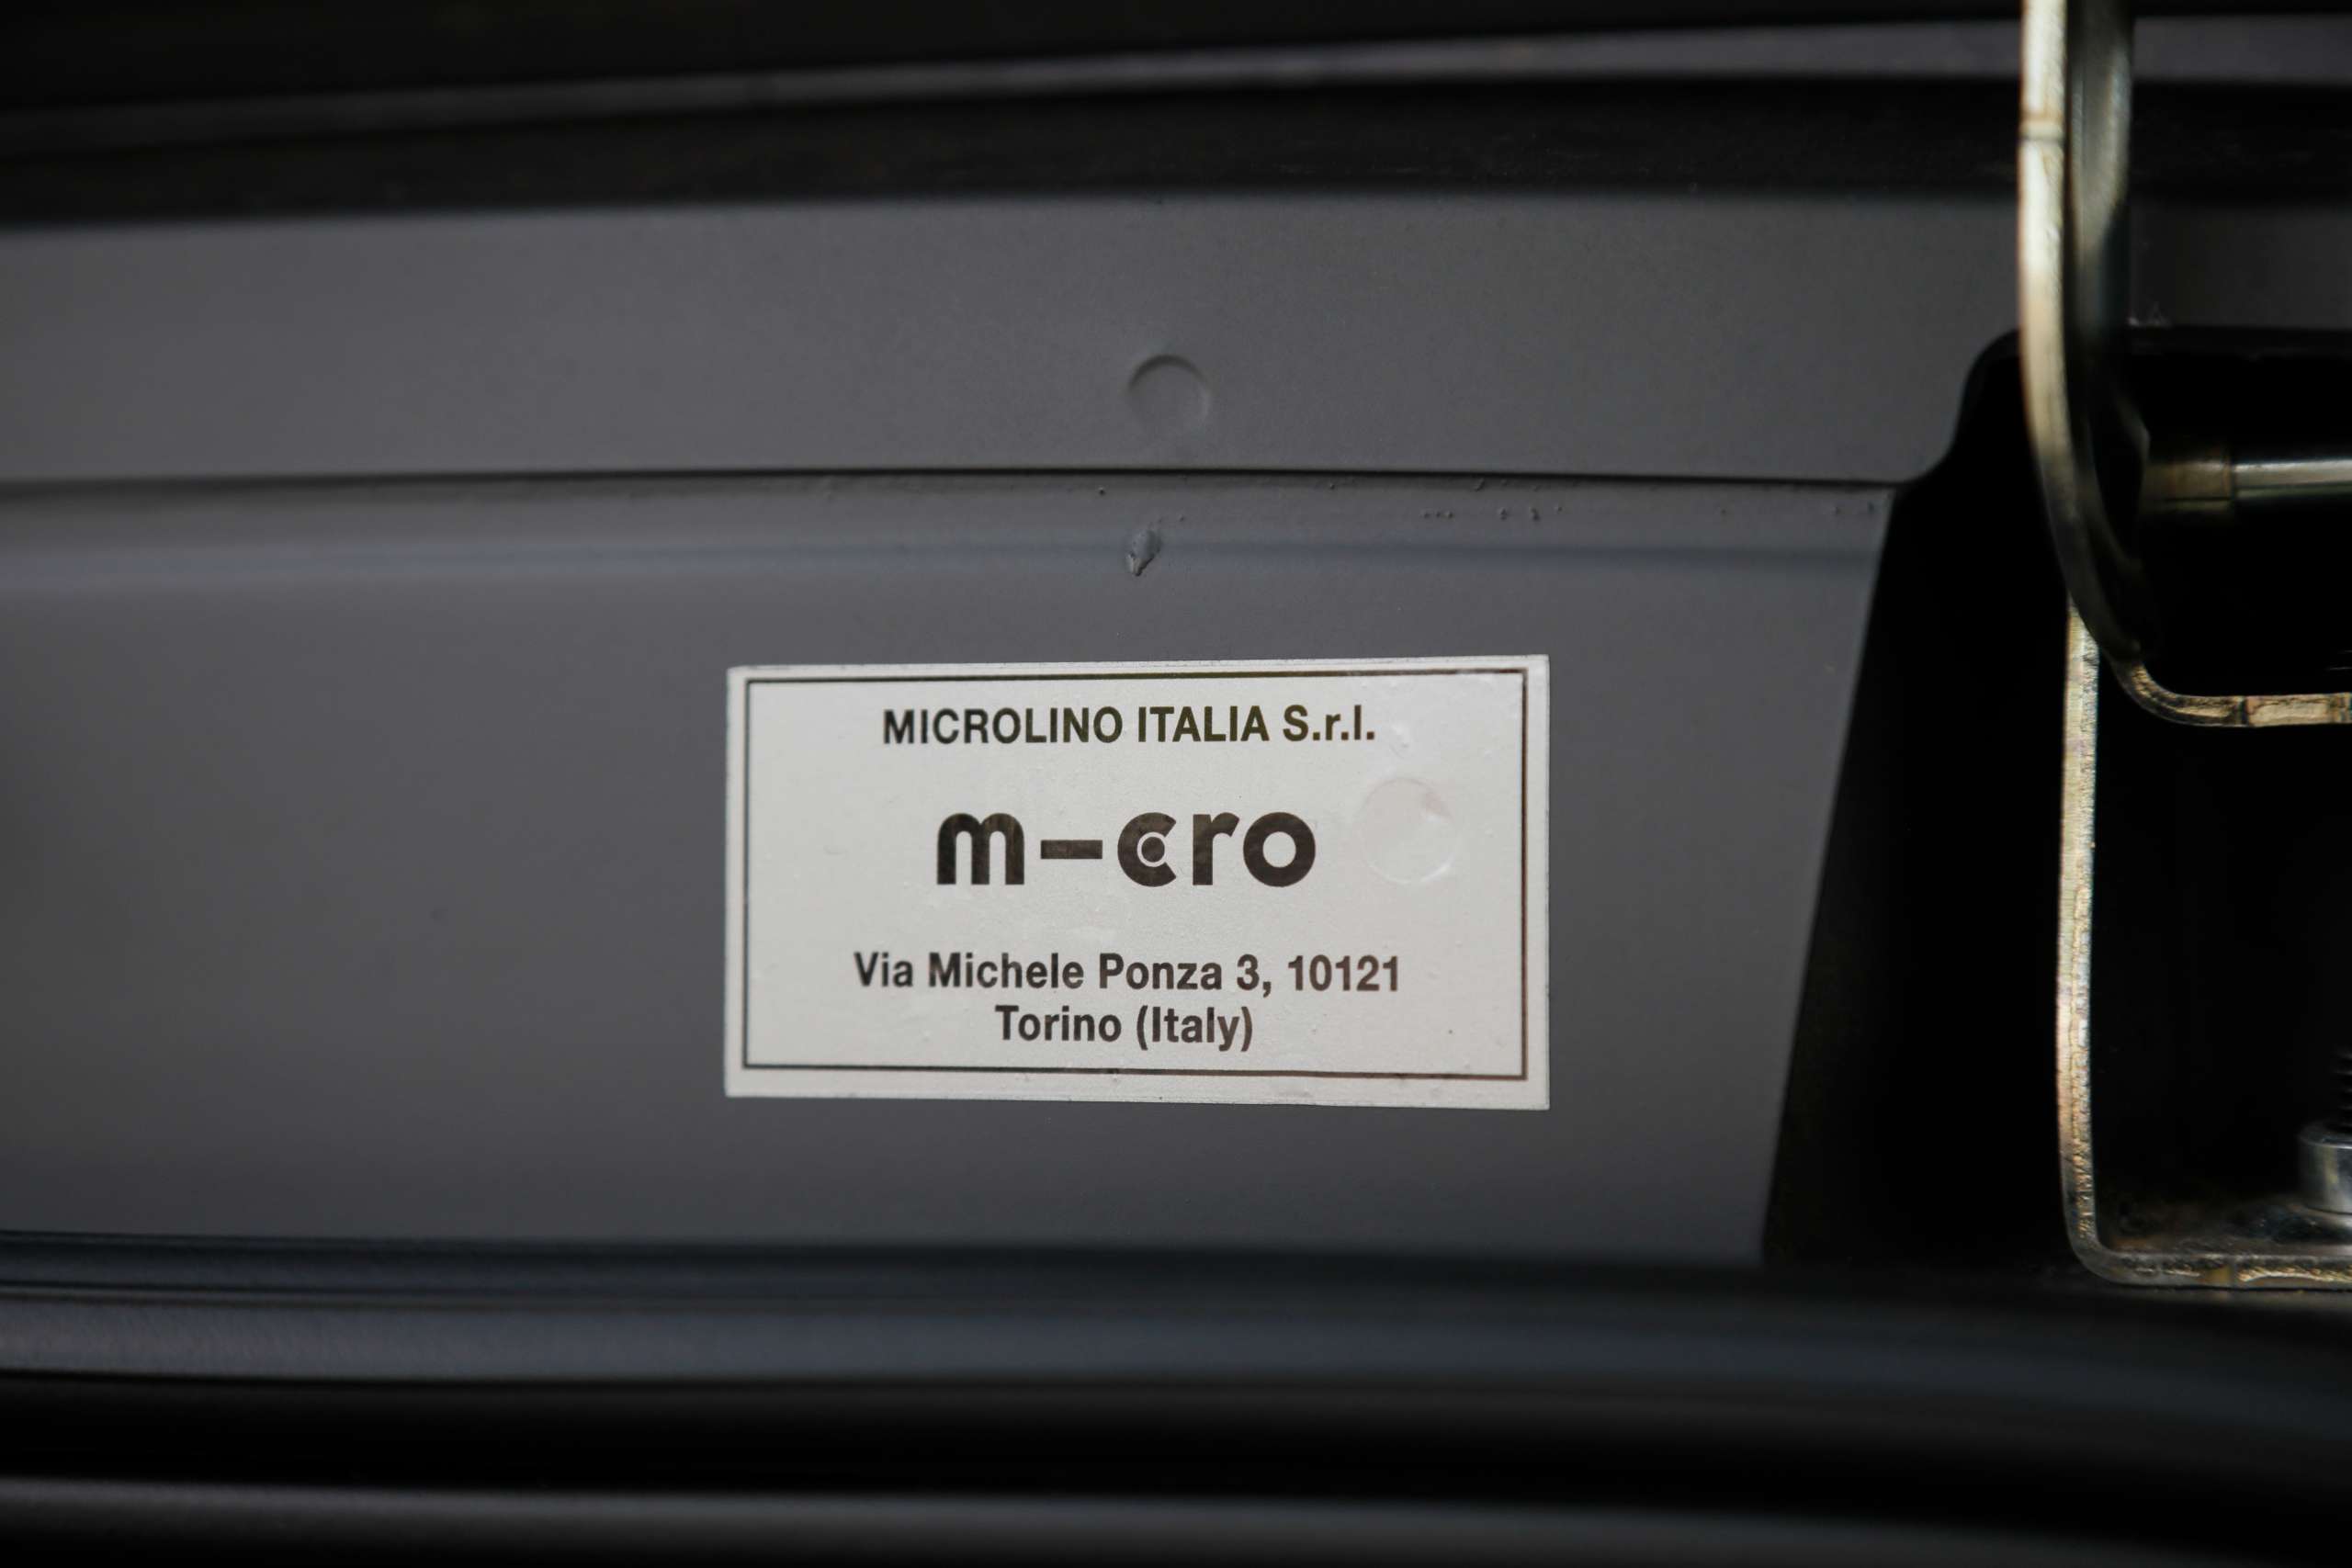 MICROLINO ITALIA S.r.l.
m–cro
Via Michele Ponza 3, 10121
Torino (Italy)